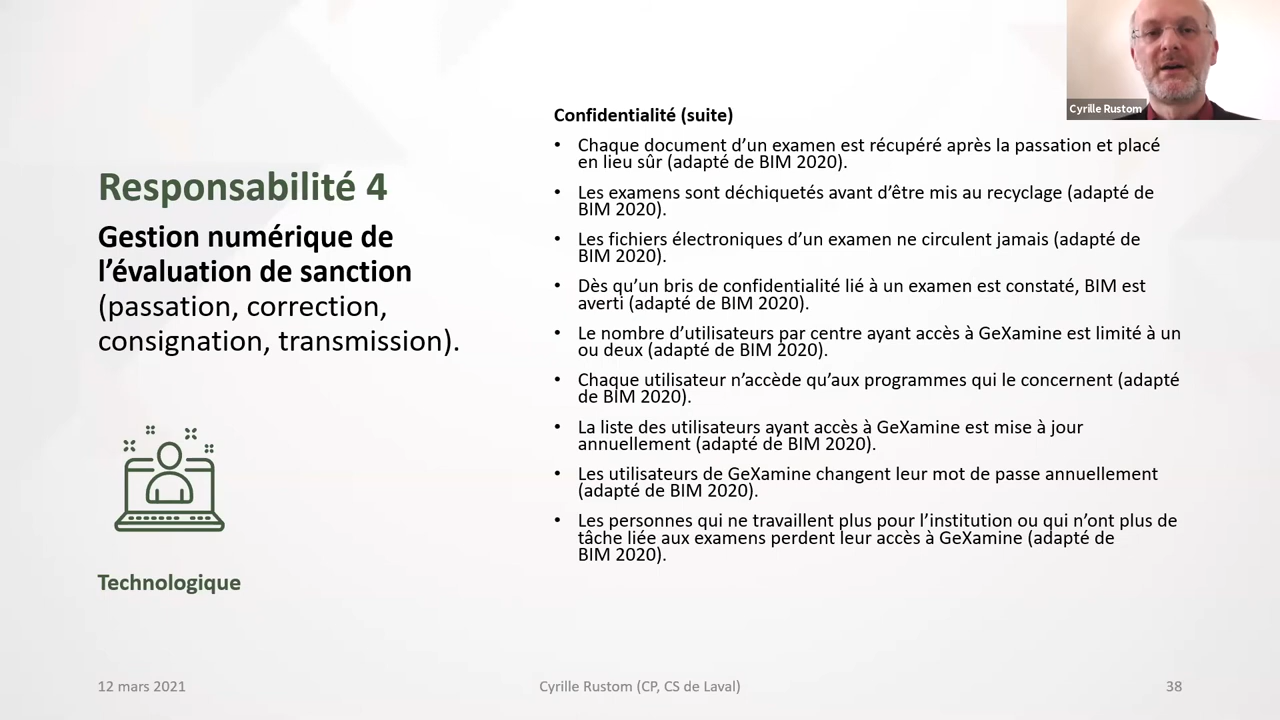 Cyrille Rustom
Responsabilité 4
Gestion numérique de
l’évaluation de sanction
(passation, correction,
consignation, transmission).
Technologique
Confidentialité (suite)
• Chaque document d’un examen est récupéré après la passation et placé
en lieu sûr (adapté de BIM 2020).
• Les examens sont déchiquetés avant d’être mis au recyclage (adapté de
BIM 2020).
• Les fichiers électroniques d’un examen ne circulent jamais (adapté de
BIM 2020).
• Dès qu’un bris de confidentialité lié à un examen est constaté, BIM est
averti (adapté de BIM 2020).
• Le nombre d’utilisateurs par centre ayant accès à GeXamine est limité à un
ou deux (adapté de BIM 2020).
• Chaque utilisateur n’accède qu’aux programmes qui le concernent (adapté
de BIM 2020).
• La liste des utilisateurs ayant accès à GeXamine est mise à jour
annuellement (adapté de BIM 2020).
• Les utilisateurs de GeXamine changent leur mot de passe annuellement
(adapté de BIM 2020).
• Les personnes qui ne travaillent plus pour l’institution ou qui n’ont plus de
tâche liée aux examens perdent leur accès à GeXamine (adapté de
BIM 2020).
12 mars 2021
Cyrille Rustom (CP, CS de Laval)
38